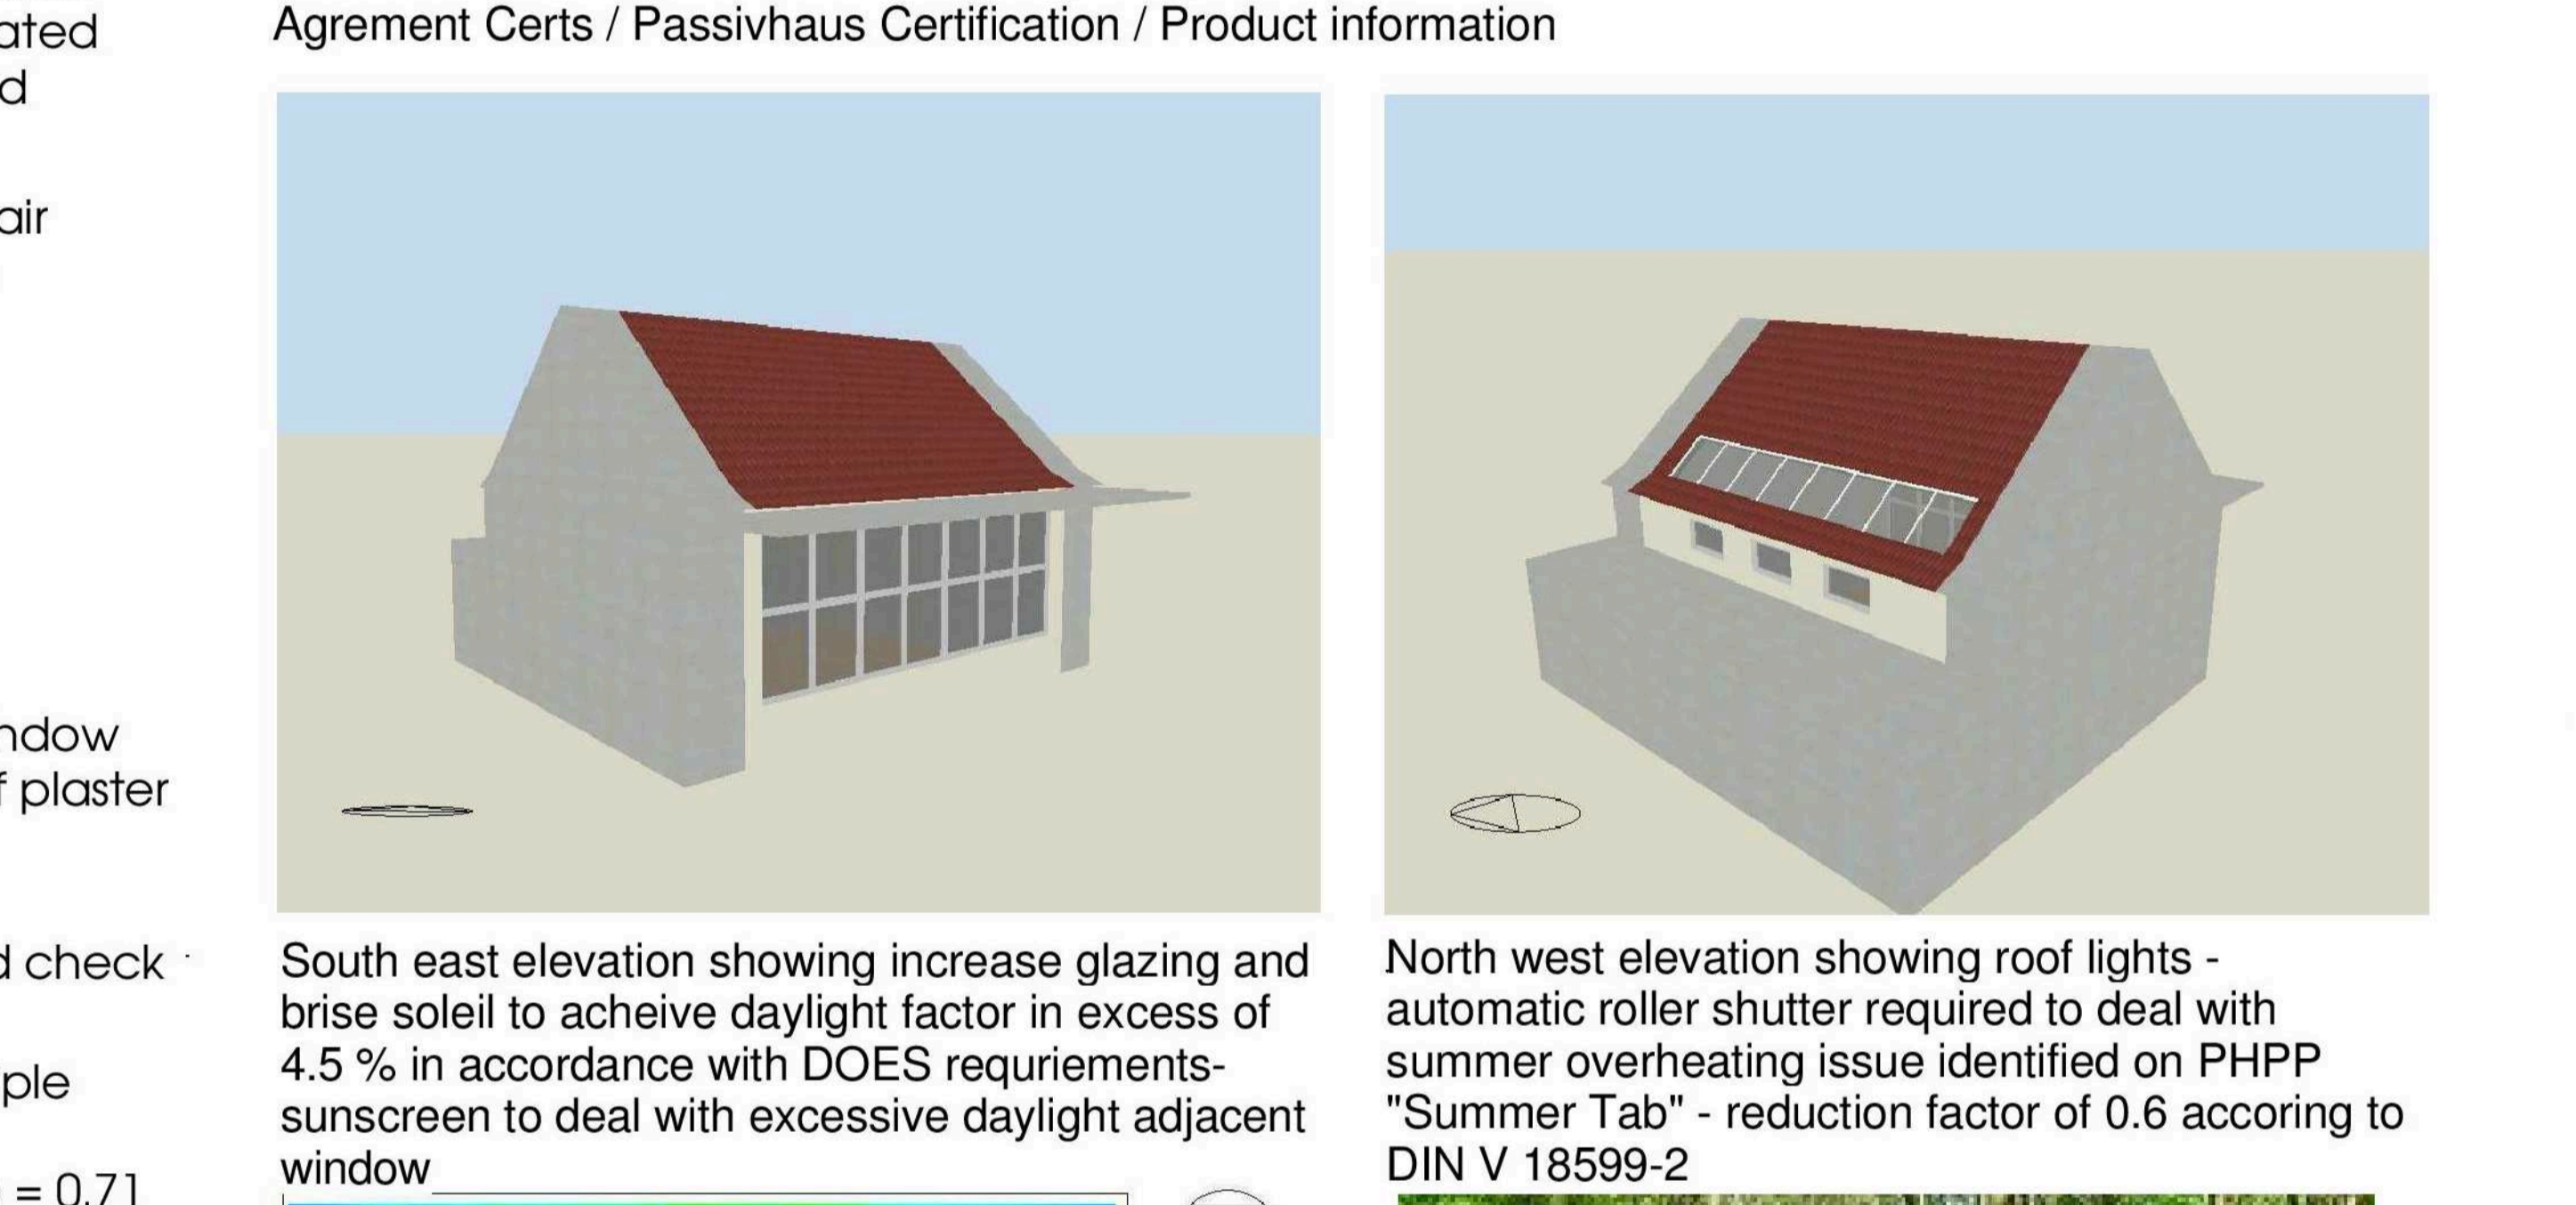 ated
d
air
ndow
f plaster
d check
ple
= 0.71
Agrement Certs / Passivhaus Certification / Product information
South east elevation showing increase glazing and
brise soleil to acheive daylight factor in excess of
4.5 % in accordance with DOES requriements-
sunscreen to deal with excessive daylight adjacent
window
North west elevation showing roof lights -
automatic roller shutter required to deal with
summer overheating issue identified on PHPP
"Summer Tab" - reduction factor of 0.6 accoring to
DIN V 18599-2